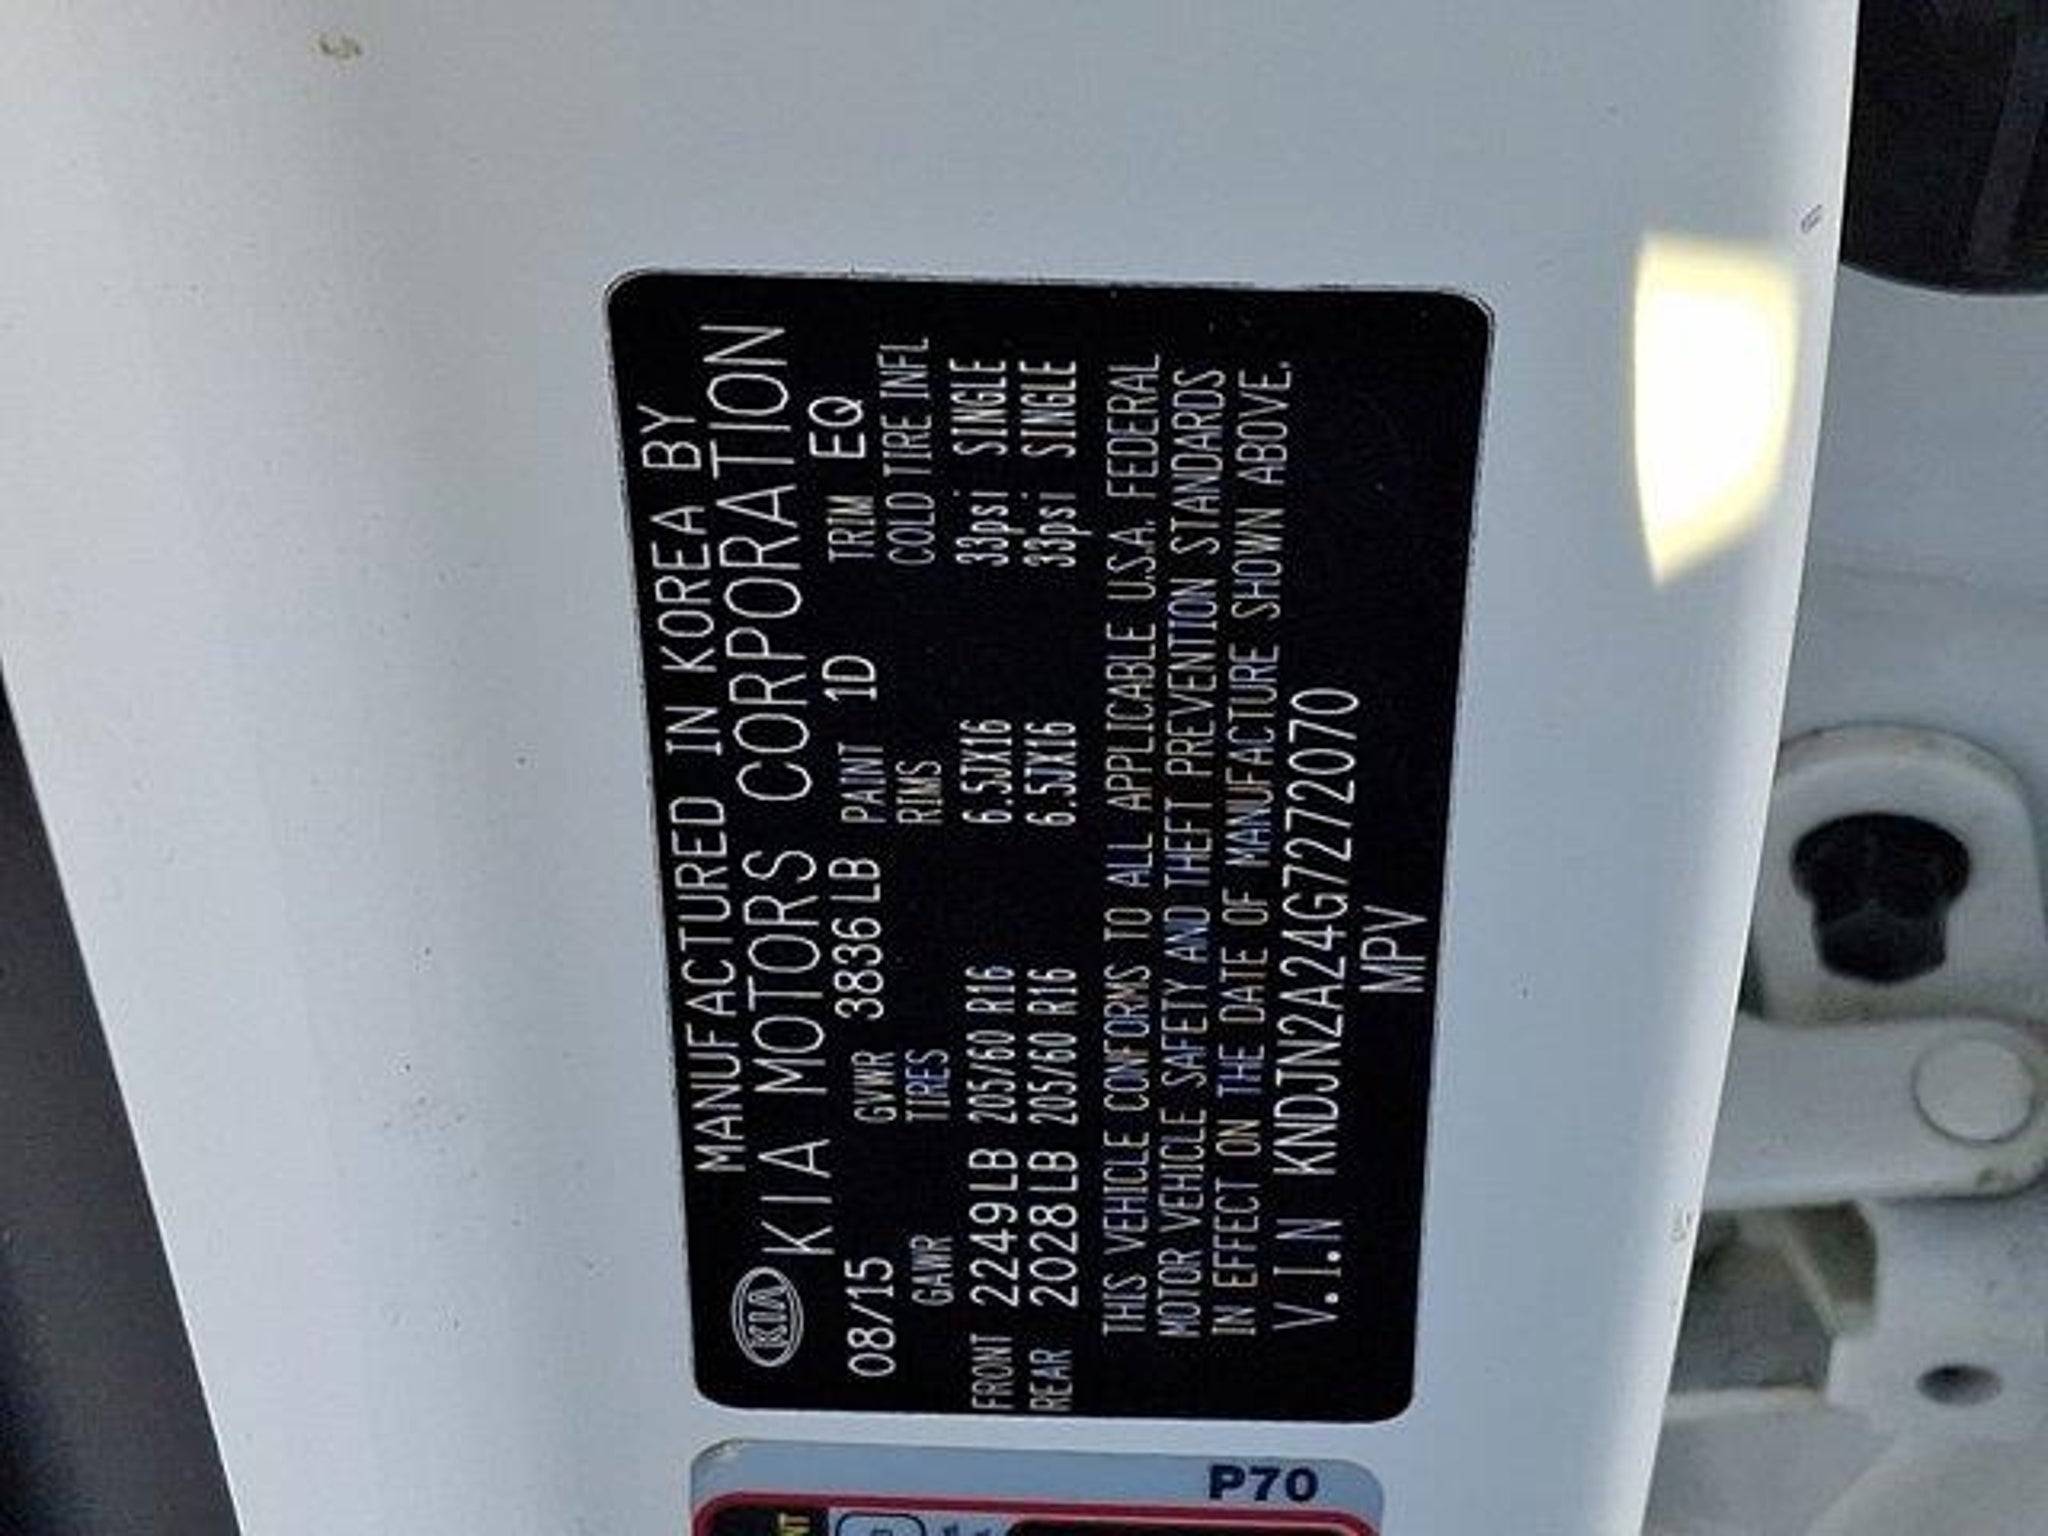 MANUFACTURED IN KOREA BY
KIA KIA MOTORS CORPORATION
08/15 GVWR 3836LB PAINT 1D TRIM EQ
GAWR TIRES RIMS COLD TIRE INFL
FRONT 2249LB 205/60 R16 6.5JX16 33psi SINGLE
REAR 2028LB 205/60 R16 6.5JX16 33psi SINGLE
THIS VEHICLE CONFORMS TO ALL APPLICABLE U.S.A. FEDERAL
MOTOR VEHICLE SAFETY AND THEFT PREVENTION STANDARDS
IN EFFECT ON THE DATE OF MANUFACTURE SHOWN ABOVE.
V.I.N KNDJN2A24G7272070
MPV
P70